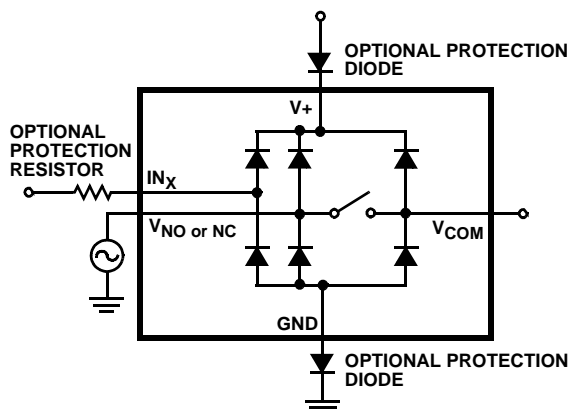 OPTIONAL PROTECTION
DIODE
V+
OPTIONAL
PROTECTION
RESISTOR
INX
VNO or NC
VCOM
GND
OPTIONAL PROTECTION
DIODE